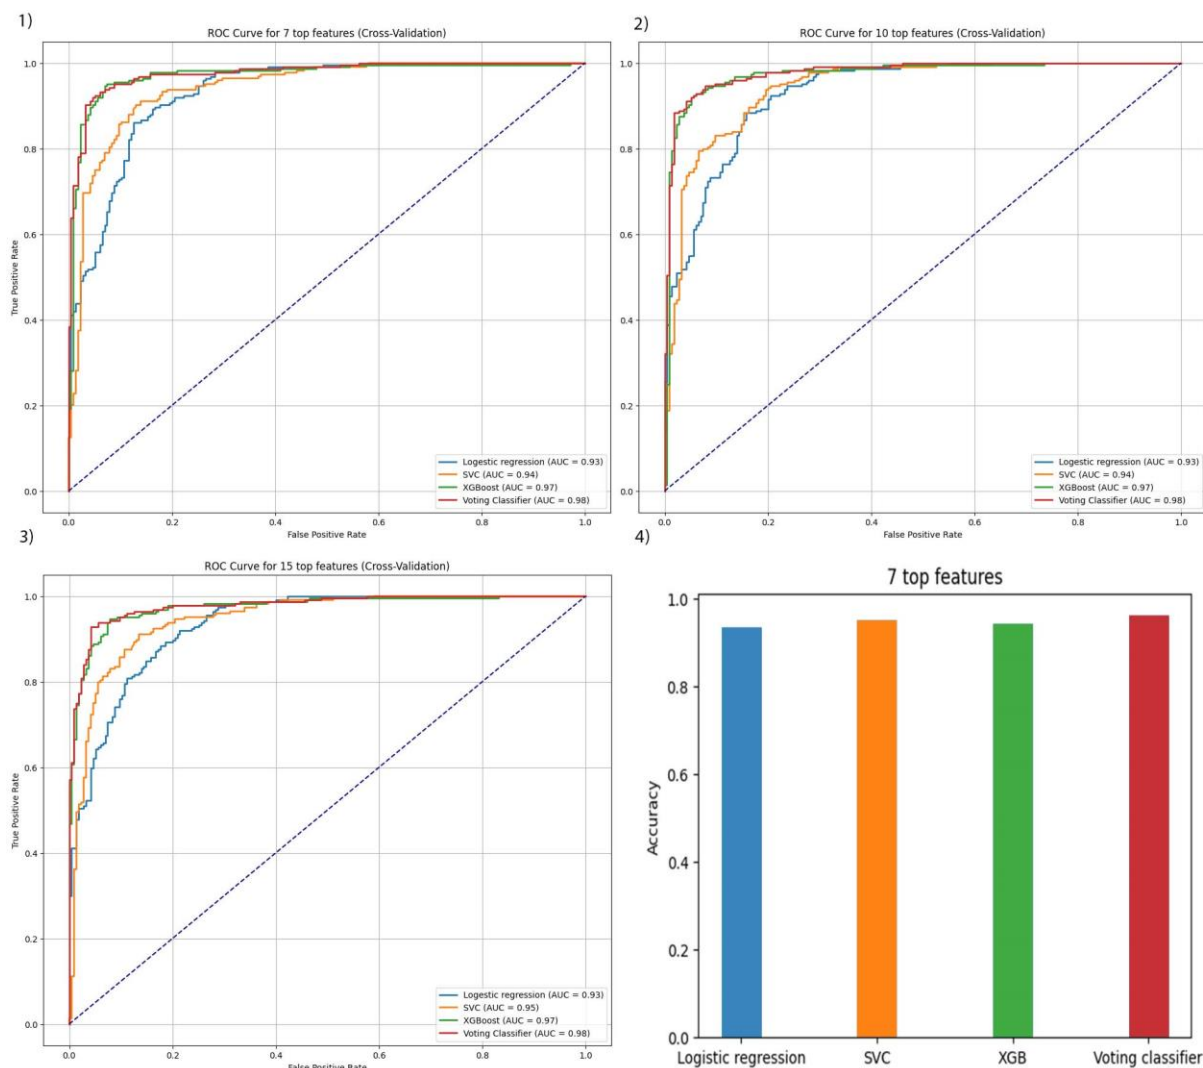 1)
ROC Curve for 7 top features (Cross-Validation)
True Positive Rate
1.0
0.8
0.6
0.4
0.2
0.0
Logestic regression (AUC = 0.93)
SVC (AUC = 0.94)
XGBoost (AUC = 0.97)
Voting Classifier (AUC = 0.98)
0.0 0.2 0.4 0.6 0.8 1.0
False Positive Rate
2)
ROC Curve for 10 top features (Cross-Validation)
1.0
0.8
0.6
0.4
0.2
0.0
Logestic regression (AUC = 0.93)
SVC (AUC = 0.94)
XGBoost (AUC = 0.97)
Voting Classifier (AUC = 0.98)
0.0 0.2 0.4 0.6 0.8 1.0
False Positive Rate
3)
ROC Curve for 15 top features (Cross-Validation)
True Positive Rate
1.0
0.8
0.6
0.4
0.2
0.0
Logestic regression (AUC = 0.93)
SVC (AUC = 0.95)
XGBoost (AUC = 0.97)
Voting Classifier (AUC = 0.98)
0.0 0.2 0.4 0.6 0.8 1.0
False Positive Rate
4)
7 top features
Accuracy
1.0
0.8
0.6
0.4
0.2
0.0
Logistic regression SVC XGB Voting classifier